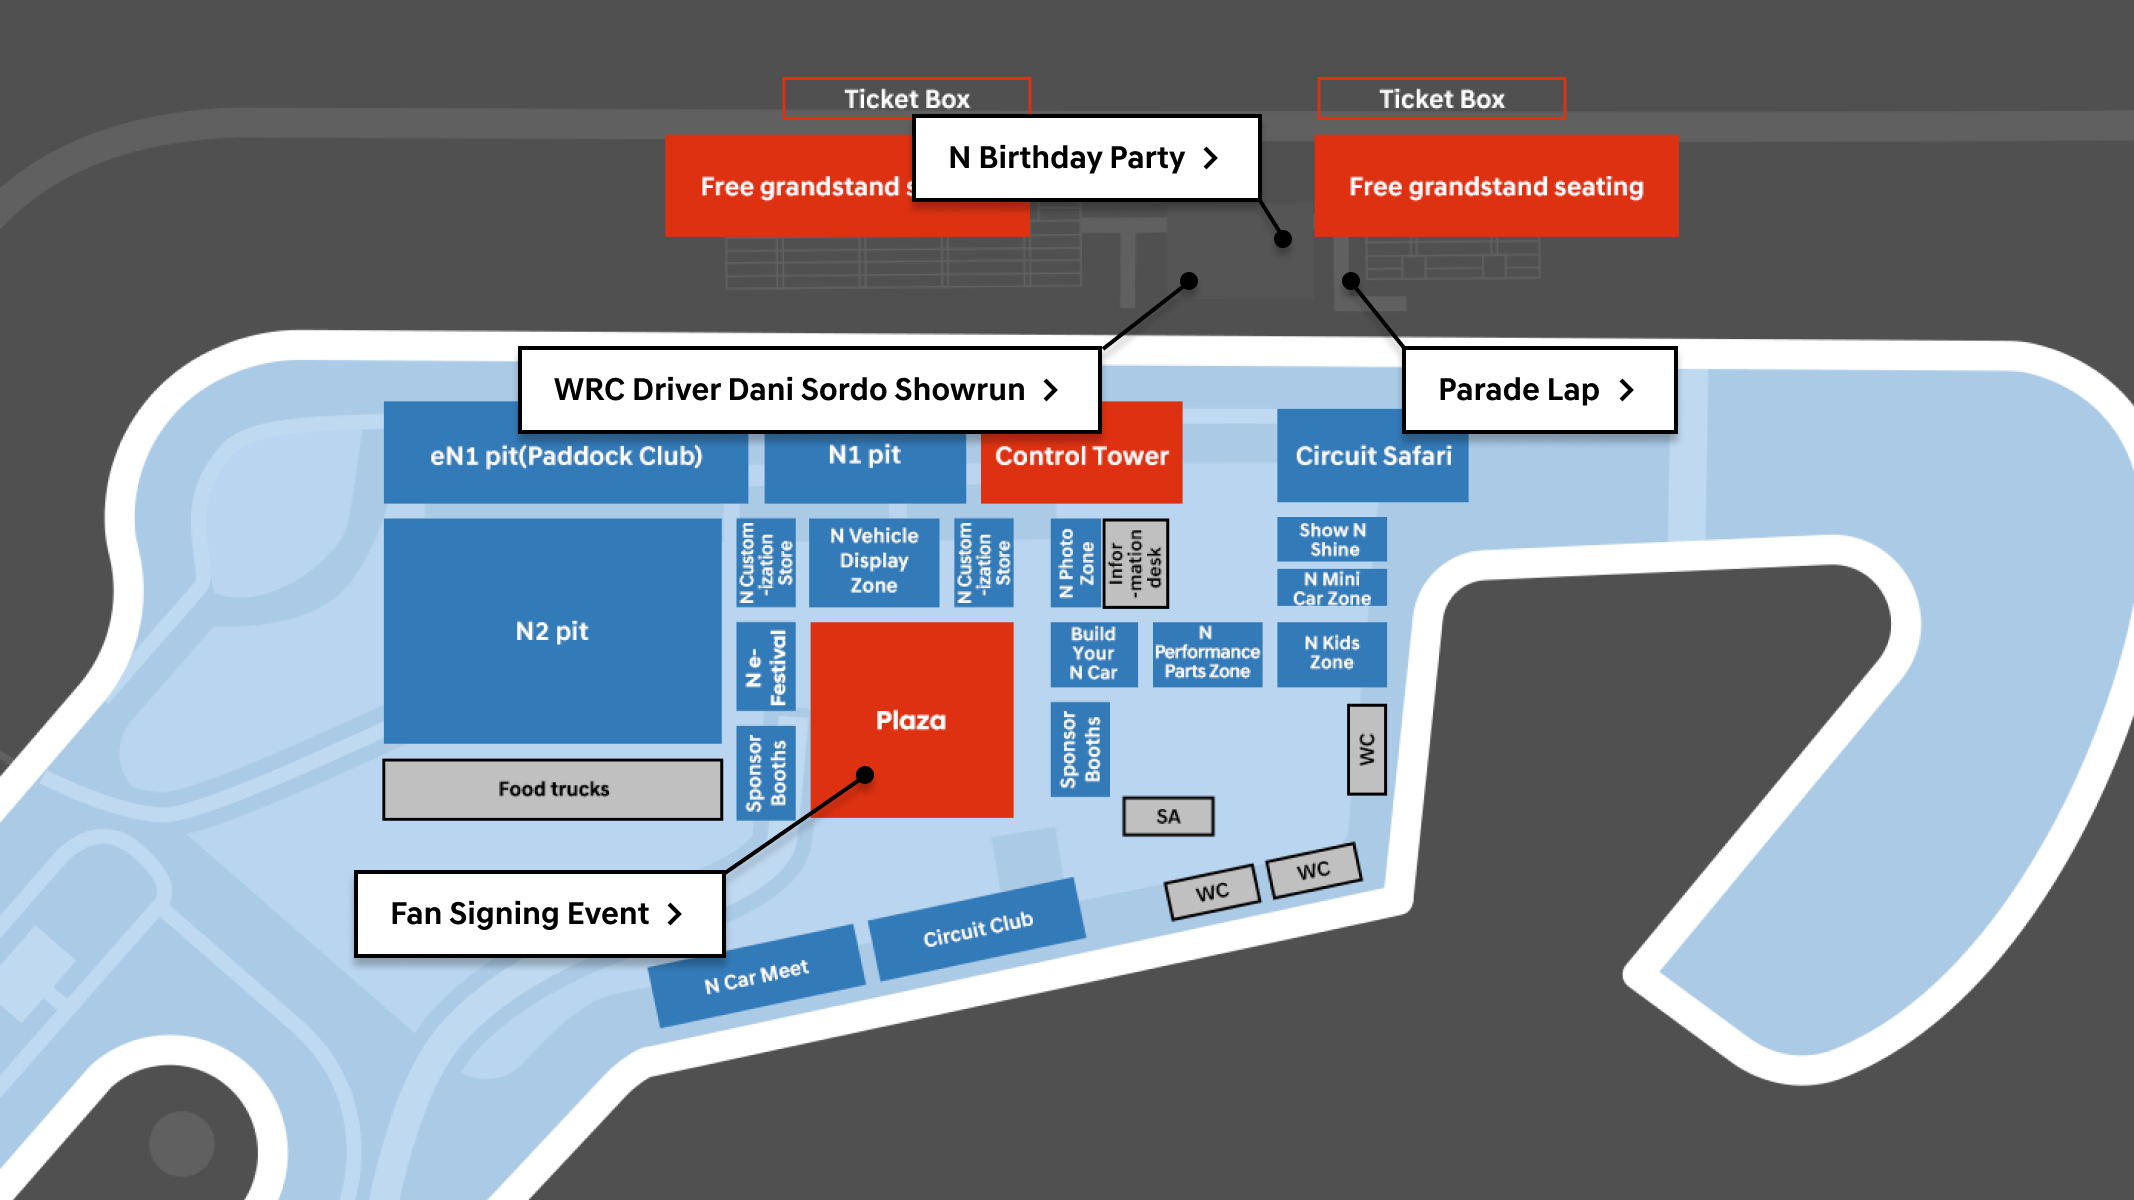 Ticket Box
Ticket Box
N Birthday Party
Free grandstand s
Free grandstand seating
WRC Driver Dani Sordo Showrun
Parade Lap
eN1 pit(Paddock Club)
N1 pit
Control Tower
Circuit Safari
N Custom
-ization
Store
N Vehicle
Display
Zone
N Custom
-ization
Store
N Photo
Zone
Infor
-mation
desk
Show N
Shine
N Mini
Car Zone
N2 pit
N e-
Festival
Plaza
Build
Your
N Car
N
Performance
Parts Zone
N Kids
Zone
Sponsor
Booths
Sponsor
Booths
WC
Food trucks
SA
Fan Signing Event
WC
WC
Circuit Club
N Car Meet